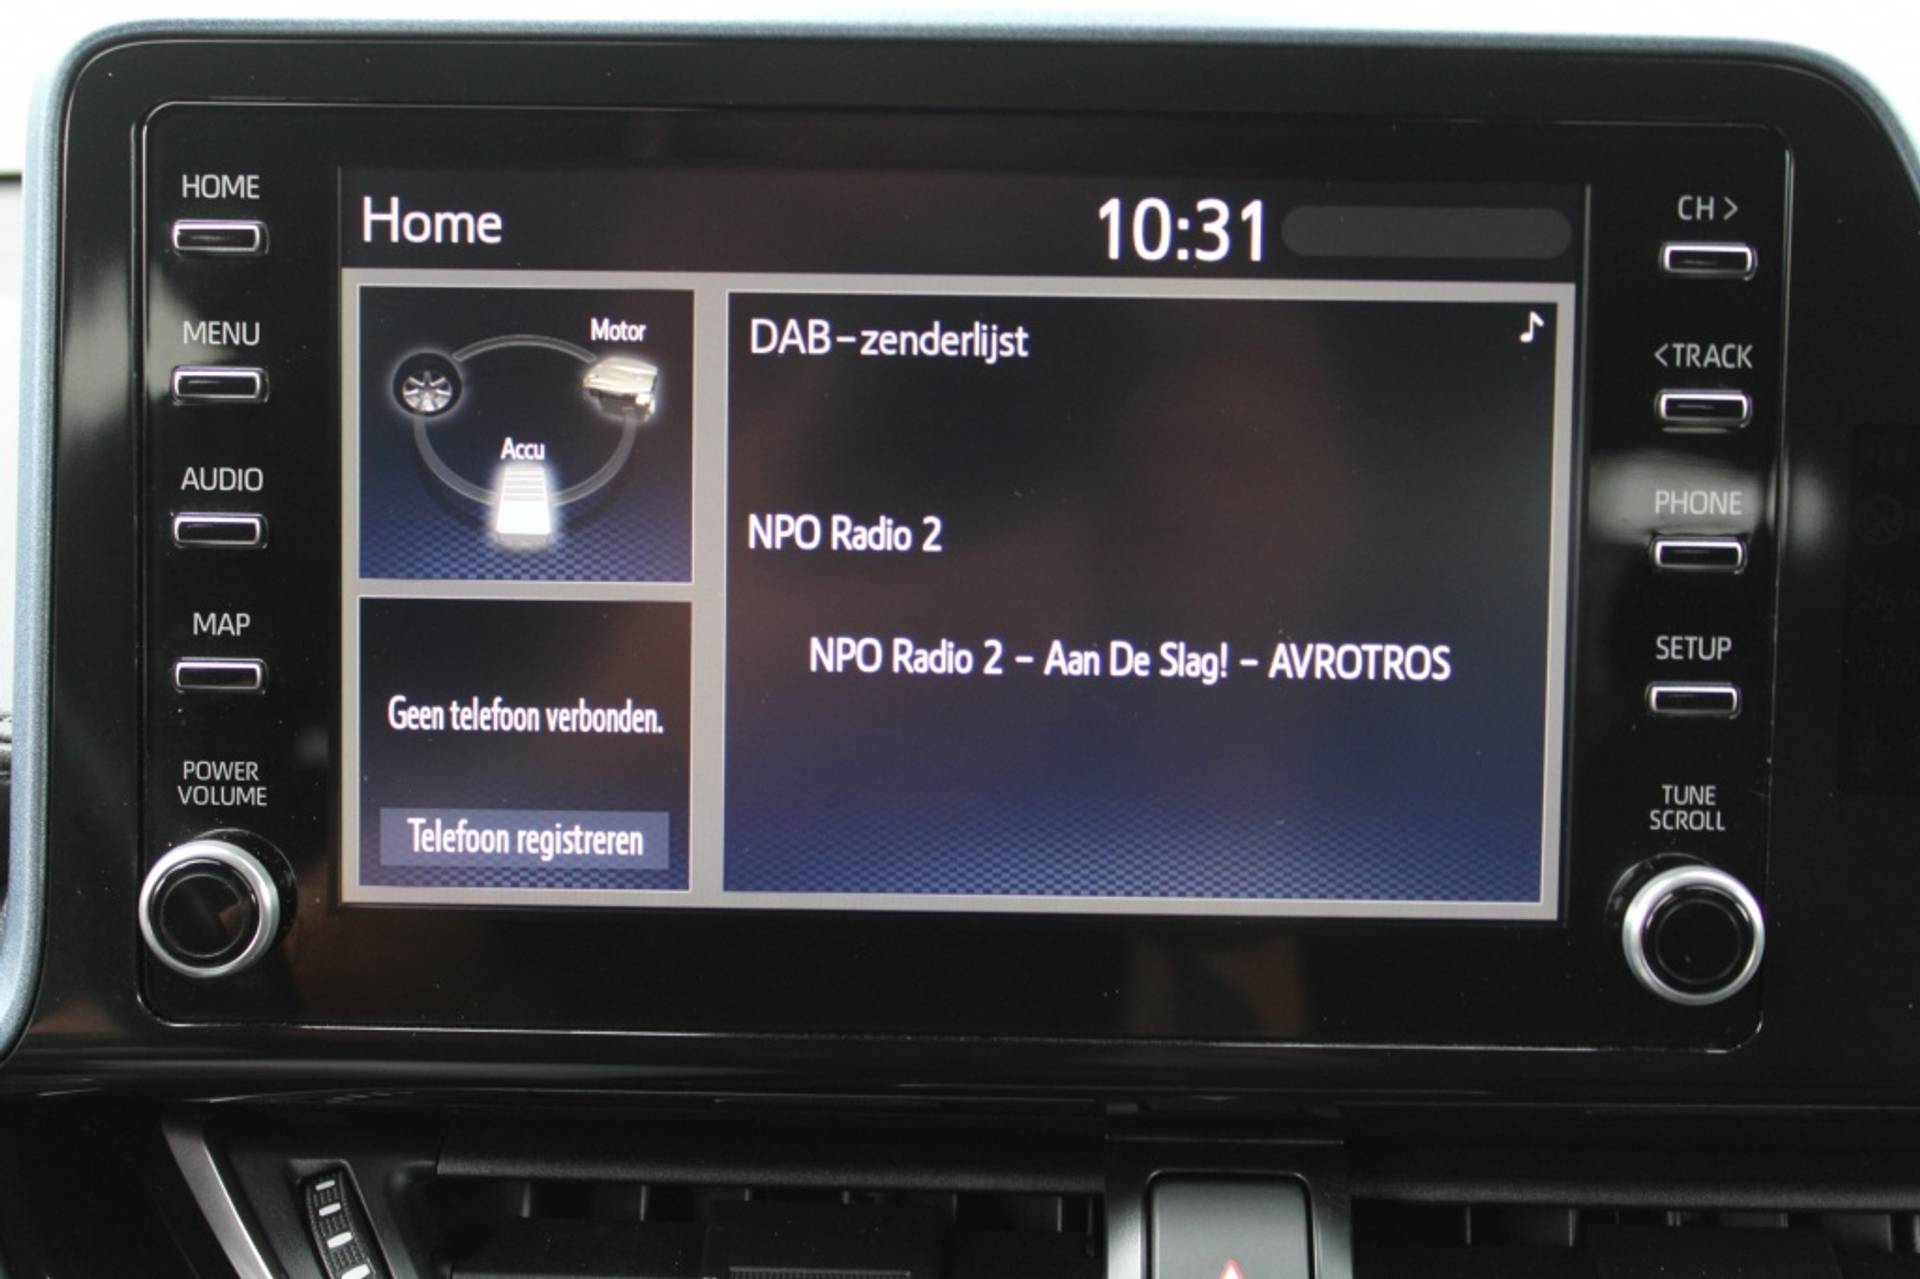 HOME
MENU
AUDIO
MAP
POWER
VOLUME
Home
10:31
Motor
Accu
Geen telefoon verbonden.
Telefoon registreren
DAB-zenderlijst
NPO Radio 2
NPO Radio 2 - Aan De Slag! - AVROTROS
CH >
<TRACK
PHONE
SETUP
TUNE
SCROLL